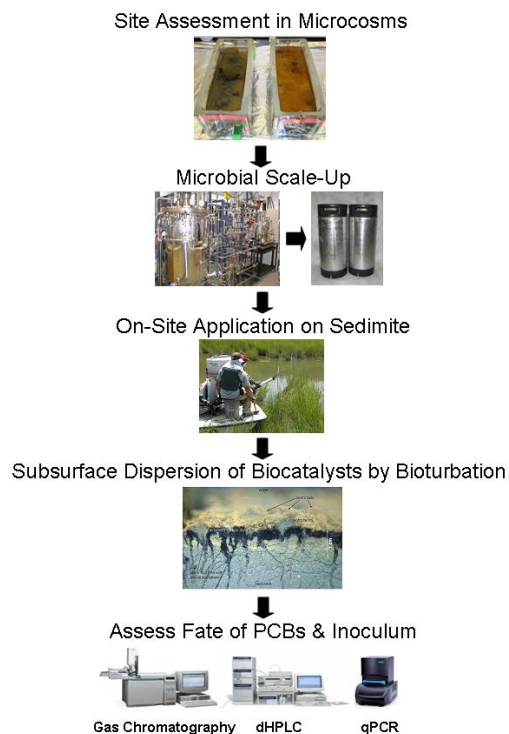 Site Assessment in Microcosms
Microbial Scale-Up
On-Site Application on Sedimite
Subsurface Dispersion of Biocatalysts by Bioturbation
Assess Fate of PCBs & Inoculum
Gas Chromatography dHPLC qPCR